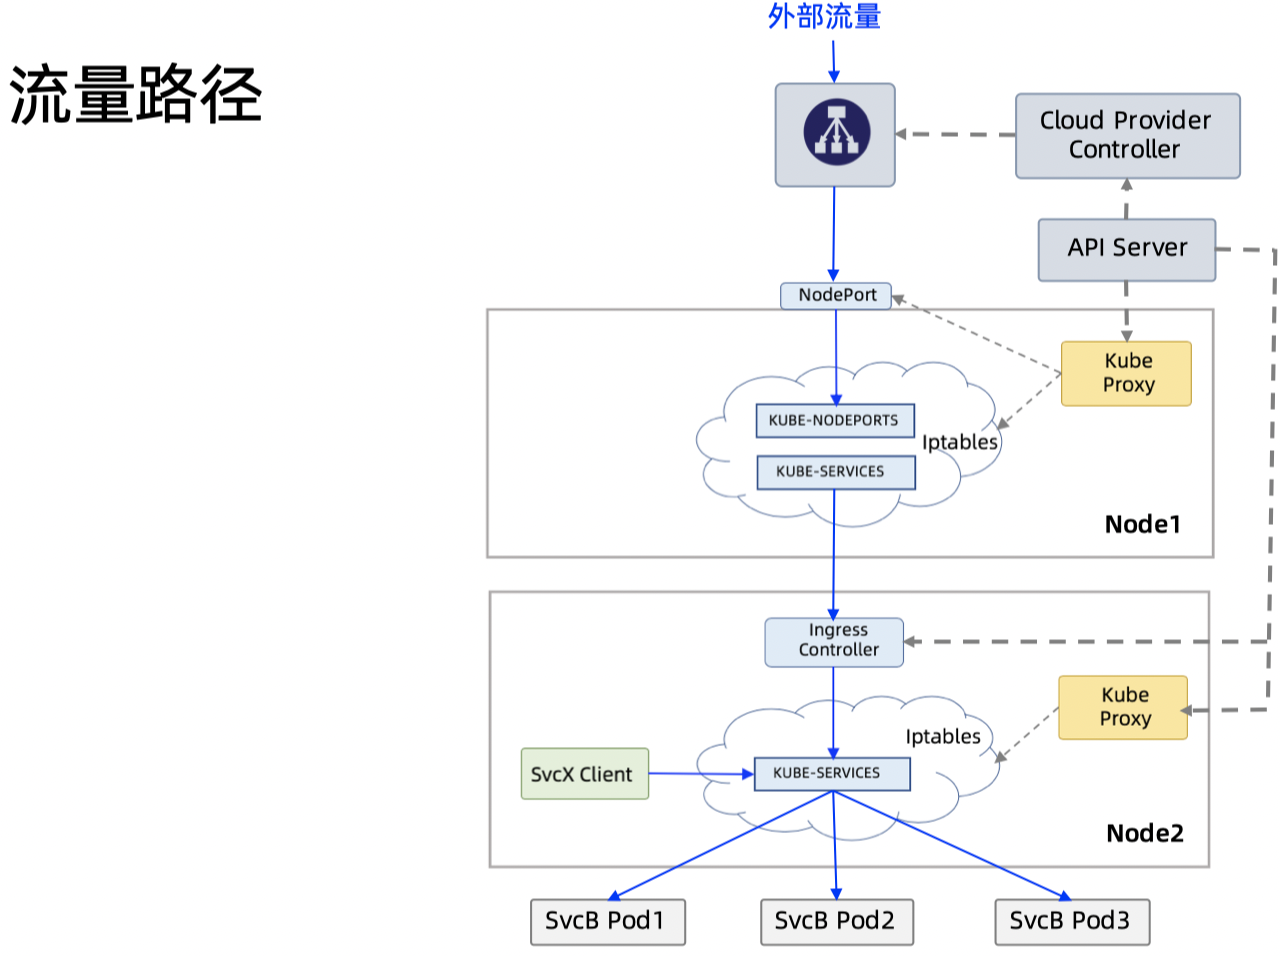 外部流量
流量路径
Cloud Provider
Controller
API Server
NodePort
Kube
Proxy
KUBE-NODEPORTS
Iptables
KUBE-SERVICES
Node1
Ingress
Controller
Kube
Proxy
Iptables
SvcX Client
KUBE-SERVICES
Node2
SvcB Pod1
SvcB Pod2
SvcB Pod3